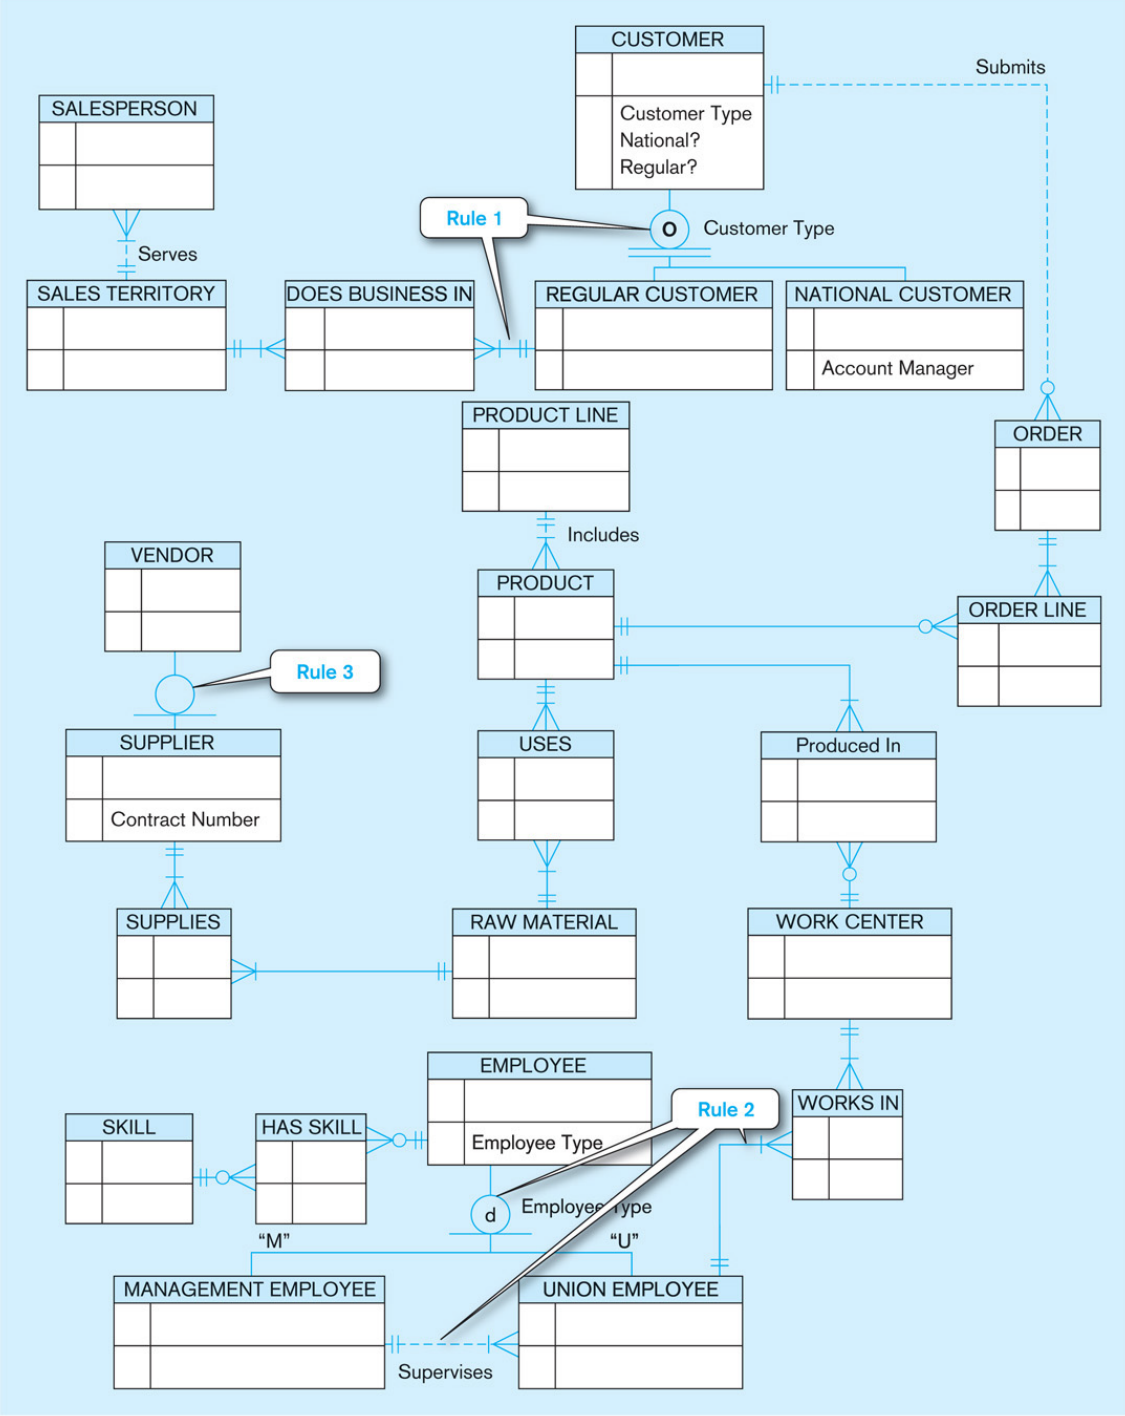 CUSTOMER
Submits
Customer Type
National?
Regular?
SALESPERSON
Rule 1
O
Customer Type
Serves
SALES TERRITORY
DOES BUSINESS IN
REGULAR CUSTOMER
NATIONAL CUSTOMER
Account Manager
PRODUCT LINE
ORDER
Includes
VENDOR
PRODUCT
ORDER LINE
Rule 3
SUPPLIER
USES
Produced In
Contract Number
SUPPLIES
RAW MATERIAL
WORK CENTER
EMPLOYEE
Rule 2
WORKS IN
SKILL
HAS SKILL
Employee Type
d
Employee Type
“M”
“U”
MANAGEMENT EMPLOYEE
UNION EMPLOYEE
Supervises